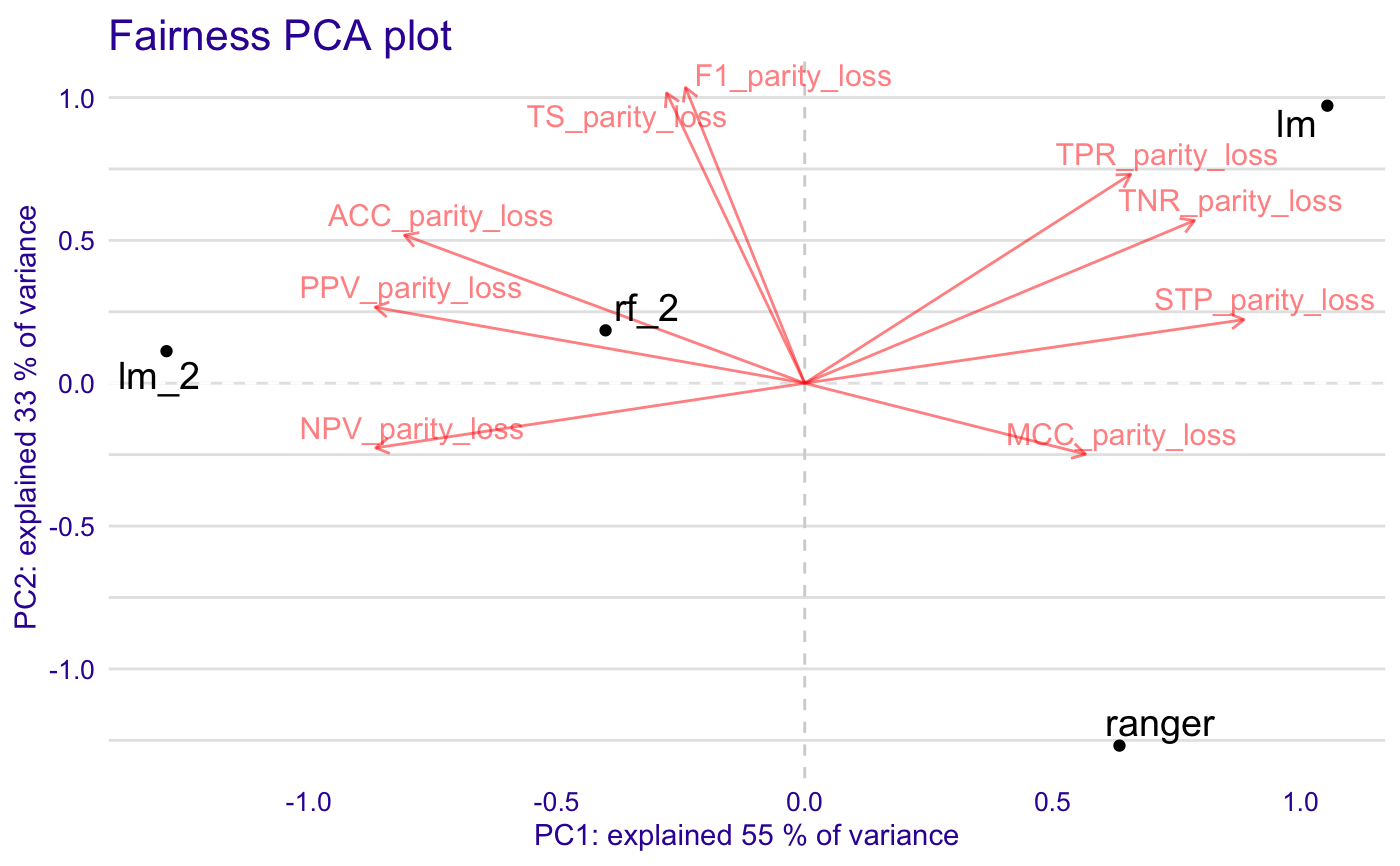 Fairness PCA plot
F1_parity_loss
1.0
TS_parity_loss
lm
TPR_parity_loss
TNR_parity_loss
ACC_parity_loss
0.5
PPV_parity_loss
rf_2
STP_parity_loss
lm_2
0.0
NPV_parity_loss
MCC_parity_loss
-0.5
-1.0
ranger
PC2: explained 33 % of variance
-1.0 -0.5 0.0 0.5 1.0
PC1: explained 55 % of variance